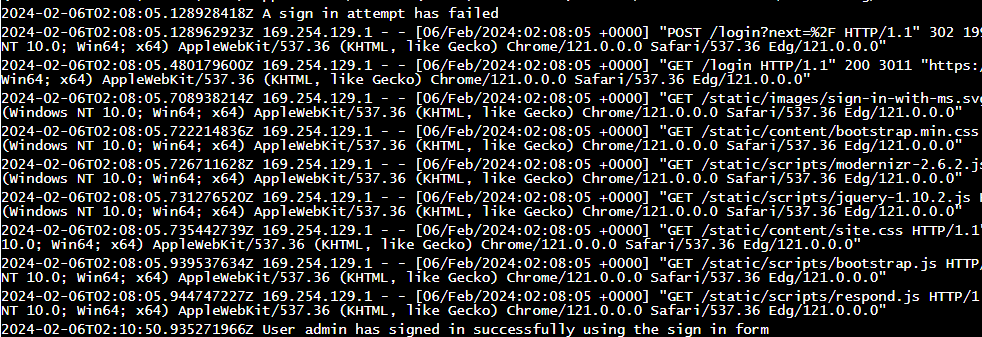 2024-02-06T02:08:05.128928418Z A sign in attempt has failed
2024-02-06T02:08:05.128962923Z 169.254.129.1 - - [06/Feb/2024:02:08:05 +0000] "POST /login?next=%2F HTTP/1.1" 302 199
NT 10.0; Win64; x64) AppleWebKit/537.36 (KHTML, like Gecko) Chrome/121.0.0.0 Safari/537.36 Edg/121.0.0.0"
2024-02-06T02:08:05.480179600Z 169.254.129.1 - - [06/Feb/2024:02:08:05 +0000] "GET /login HTTP/1.1" 200 3011 "https:
Win64; x64) AppleWebKit/537.36 (KHTML, like Gecko) Chrome/121.0.0.0 Safari/537.36 Edg/121.0.0.0"
2024-02-06T02:08:05.708938214Z 169.254.129.1 - - [06/Feb/2024:02:08:05 +0000] "GET /static/images/sign-in-with-ms.svg
(Windows NT 10.0; Win64; x64) AppleWebKit/537.36 (KHTML, like Gecko) Chrome/121.0.0.0 Safari/537.36 Edg/121.0.0.0"
2024-02-06T02:08:05.722214836Z 169.254.129.1 - - [06/Feb/2024:02:08:05 +0000] "GET /static/content/bootstrap.min.css
(Windows NT 10.0; Win64; x64) AppleWebKit/537.36 (KHTML, like Gecko) Chrome/121.0.0.0 Safari/537.36 Edg/121.0.0.0"
2024-02-06T02:08:05.726711628Z 169.254.129.1 - - [06/Feb/2024:02:08:05 +0000] "GET /static/scripts/modernizr-2.6.2.js
(Windows NT 10.0; Win64; x64) AppleWebKit/537.36 (KHTML, like Gecko) Chrome/121.0.0.0 Safari/537.36 Edg/121.0.0.0"
2024-02-06T02:08:05.731276520Z 169.254.129.1 - - [06/Feb/2024:02:08:05 +0000] "GET /static/scripts/jquery-1.10.2.js
(Windows NT 10.0; Win64; x64) AppleWebKit/537.36 (KHTML, like Gecko) Chrome/121.0.0.0 Safari/537.36 Edg/121.0.0.0"
2024-02-06T02:08:05.735442739Z 169.254.129.1 - - [06/Feb/2024:02:08:05 +0000] "GET /static/content/site.css HTTP/1.1"
10.0; Win64; x64) AppleWebKit/537.36 (KHTML, like Gecko) Chrome/121.0.0.0 Safari/537.36 Edg/121.0.0.0"
2024-02-06T02:08:05.939537634Z 169.254.129.1 - - [06/Feb/2024:02:08:05 +0000] "GET /static/scripts/bootstrap.js HTTP/
NT 10.0; Win64; x64) AppleWebKit/537.36 (KHTML, like Gecko) Chrome/121.0.0.0 Safari/537.36 Edg/121.0.0.0"
2024-02-06T02:08:05.944747227Z 169.254.129.1 - - [06/Feb/2024:02:08:05 +0000] "GET /static/scripts/respond.js HTTP/1
NT 10.0; Win64; x64) AppleWebKit/537.36 (KHTML, like Gecko) Chrome/121.0.0.0 Safari/537.36 Edg/121.0.0.0"
2024-02-06T02:10:50.935271966Z User admin has signed in successfully using the sign in form